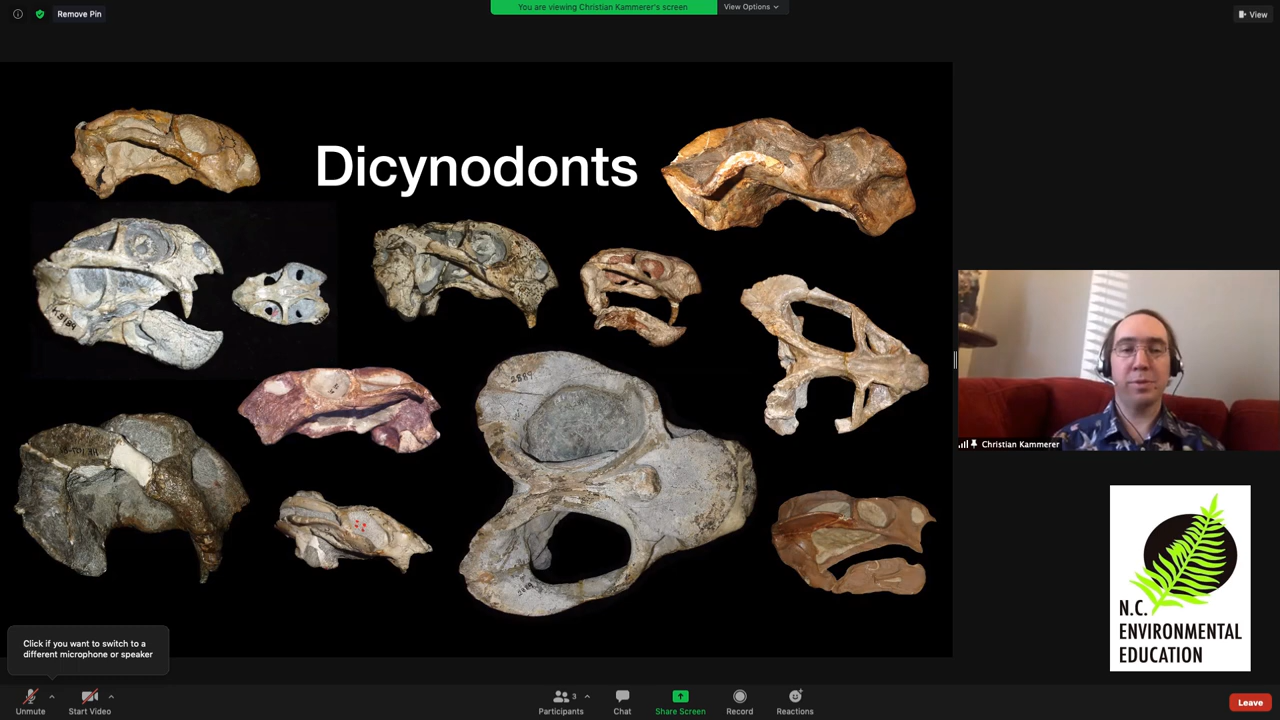 Remove Pin
You are viewing Christian Kammerer's screen
View Options
View
Dicynodonts
Christian Kammerer
N.C.
ENVIRONMENTAL
EDUCATION
Click if you want to switch to a
different microphone or speaker
Unmute
Start Video
Participants
3
Chat
Share Screen
Record
Reactions
Leave